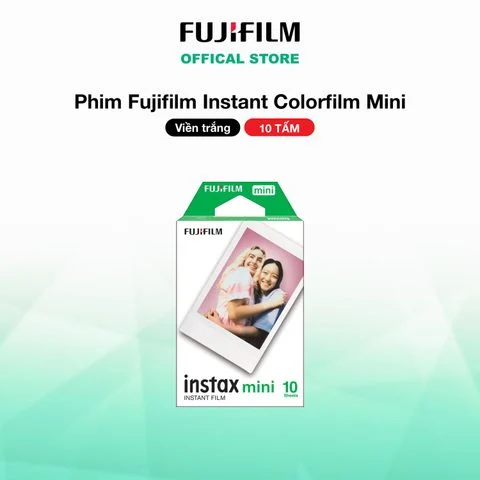 FUJIFILM
OFFICAL STORE
Phim Fujifilm Instant Colorfilm Mini
Viền trắng 10 TẤM
FUJIFILM mini
FUJIFILM
instax mini 10
INSTANT FILM Sheets